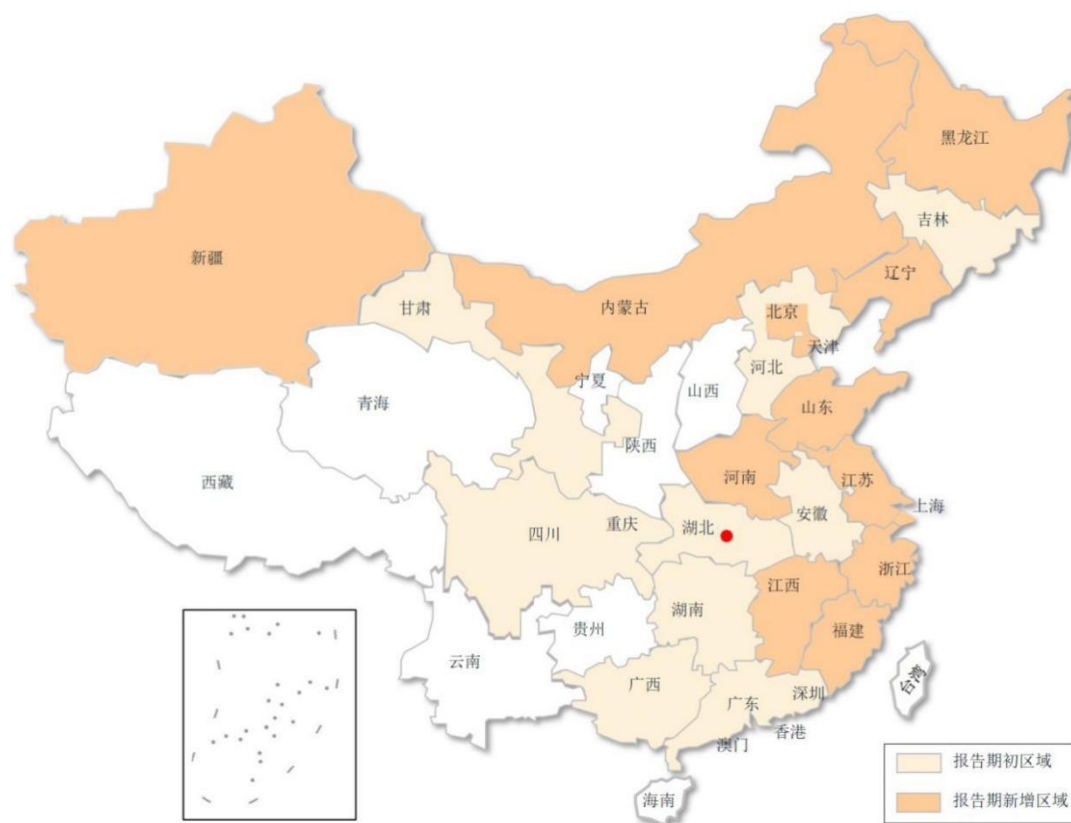 黑龙江
吉林
新疆
辽宁
内蒙古
甘肃
北京
天津
河北
宁夏
山西
青海
山东
陕西
河南
江苏
西藏
上海
安徽
重庆
湖北
四川
浙江
江西
湖南
福建
贵州
云南
广西
台湾
深圳
广东
香港
澳门
海南
报告期初区域
报告期新增区域